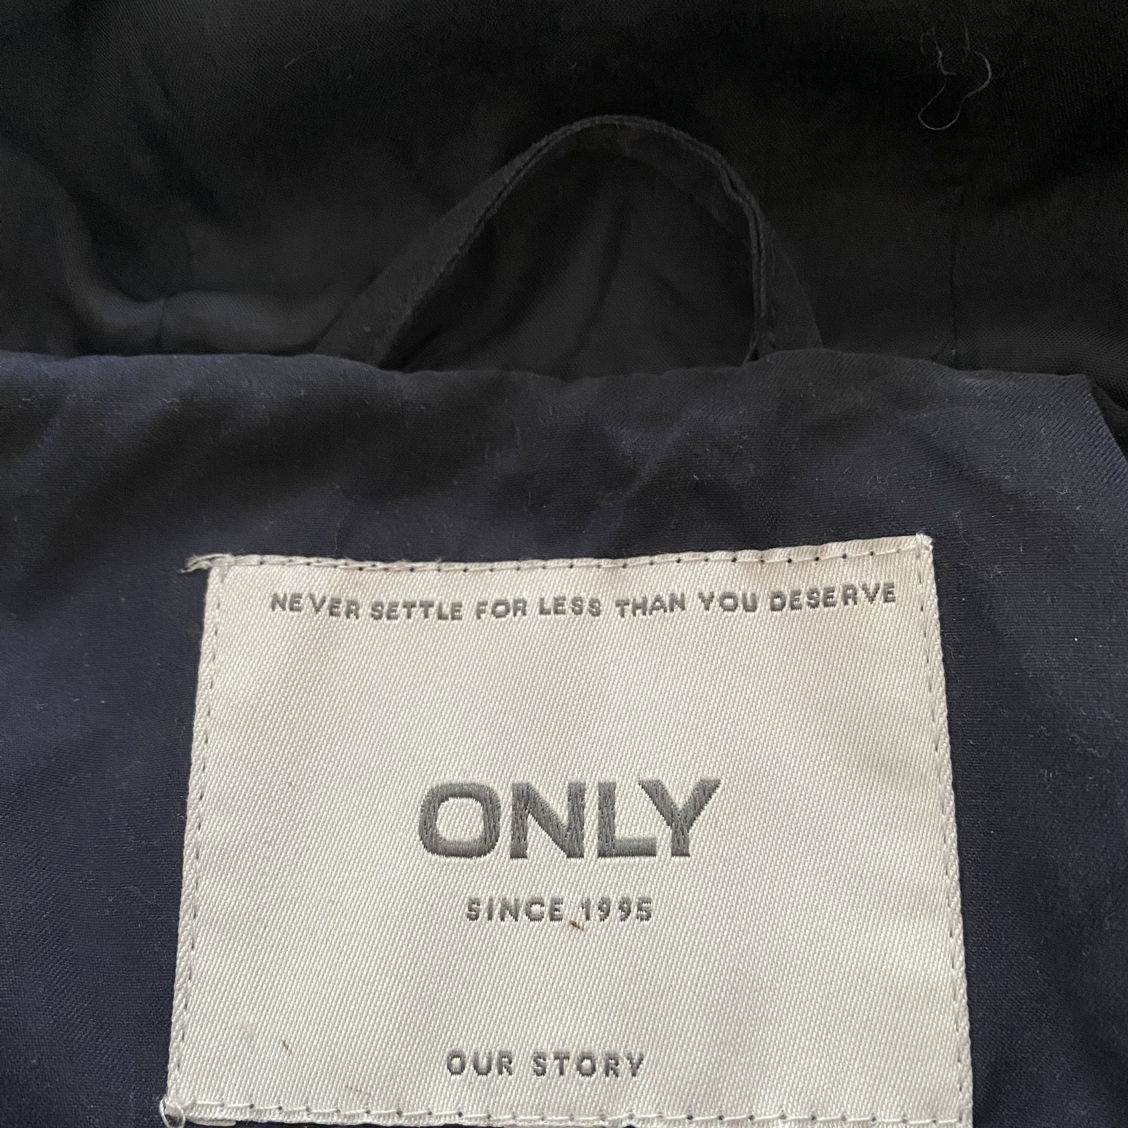 NEVER SETTLE FOR LESS THAN YOU DESERVE
ONLY
SINCE 1995
OUR STORY